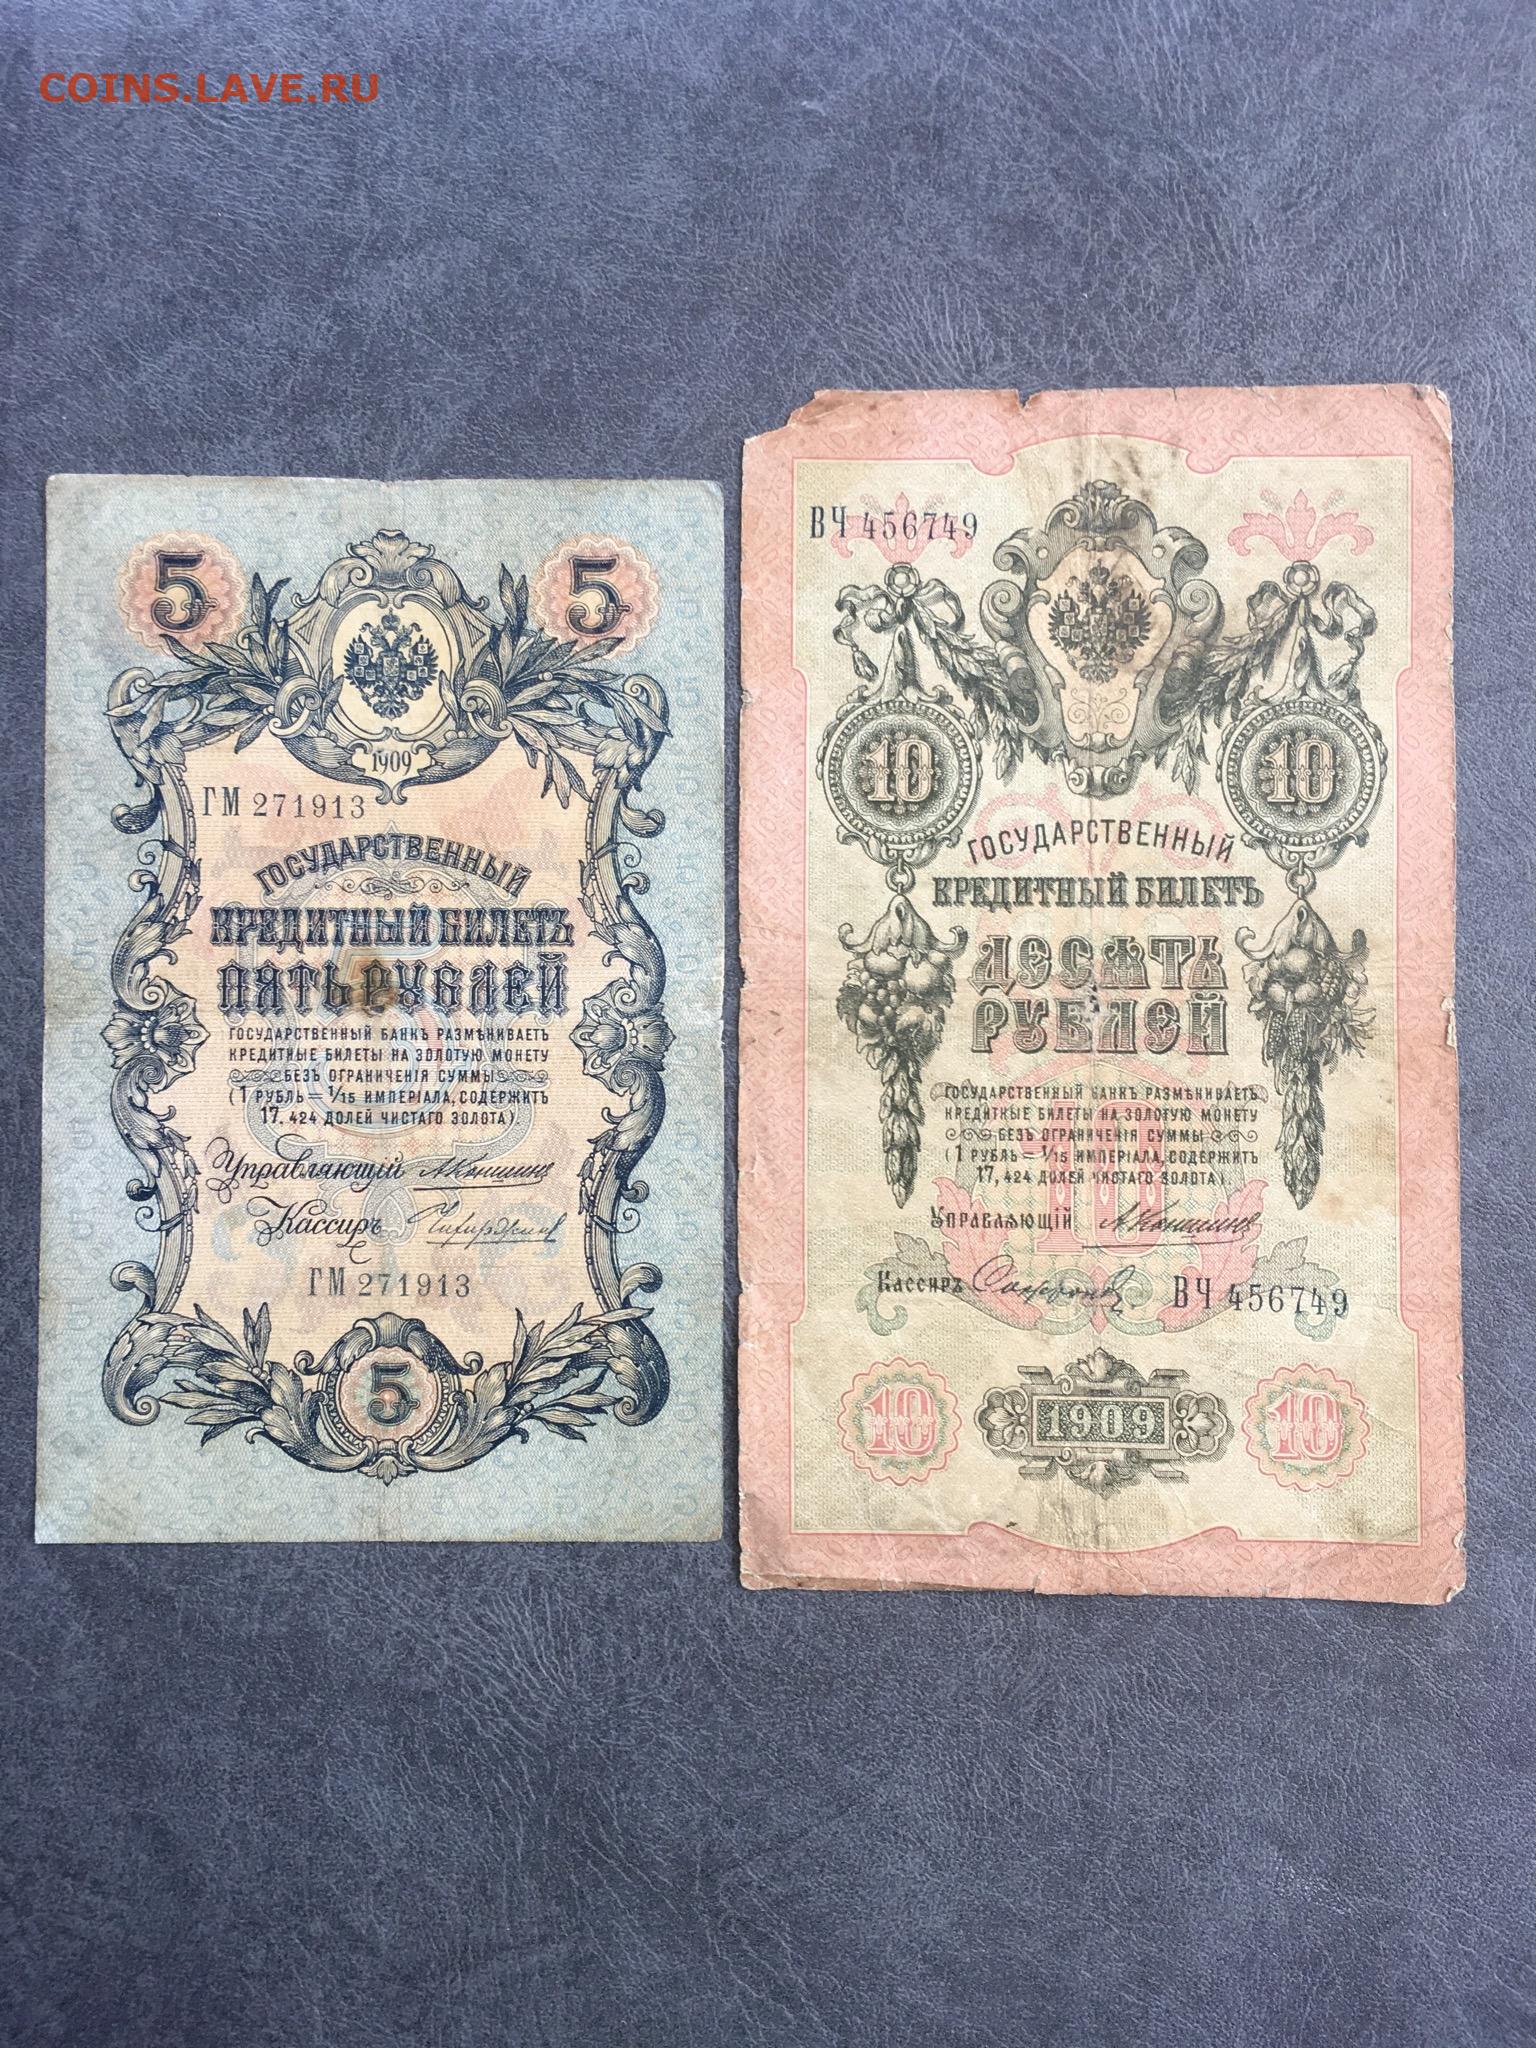 COINS.LAVE.RU
5 5
1909
ГМ 271913
ГОСУДАРСТВЕННЫЙ
КРЕДИТНЫЙ БИЛЕТЪ
ПЯТЬ РУБЛЕЙ
ГОСУДАРСТВЕННЫЙ БАНКЪ РАЗМѢНИВАЕТЪ
КРЕДИТНЫЕ БИЛЕТЫ НА ЗОЛОТУЮ МОНЕТУ
БЕЗЪ ОГРАНИЧЕНІЯ СУММЫ
(1 РУБЛЬ = 1/15 ИМПЕРІАЛА, СОДЕРЖИТЪ
17,424 ДОЛЕЙ ЧИСТАГО ЗОЛОТА).
Управляющій АКоншинъ
Кассиръ
ГМ 271913
5
ВЧ 456749
10 10
ГОСУДАРСТВЕННЫЙ
КРЕДИТНЫЙ БИЛЕТЪ
ДЕСЯТЬ
РУБЛЕЙ
ГОСУДАРСТВЕННЫЙ БАНКЪ РАЗМѢНИВАЕТЪ
КРЕДИТНЫЕ БИЛЕТЫ НА ЗОЛОТУЮ МОНЕТУ
БЕЗЪ ОГРАНИЧЕНІЯ СУММЫ
(1 РУБЛЬ = 1/15 ИМПЕРІАЛА, СОДЕРЖИТЪ
17,424 ДОЛЕЙ ЧИСТАГО ЗОЛОТА).
10
Управляющій АКоншинъ
Кассиръ ВЧ 456749
10 1909 10